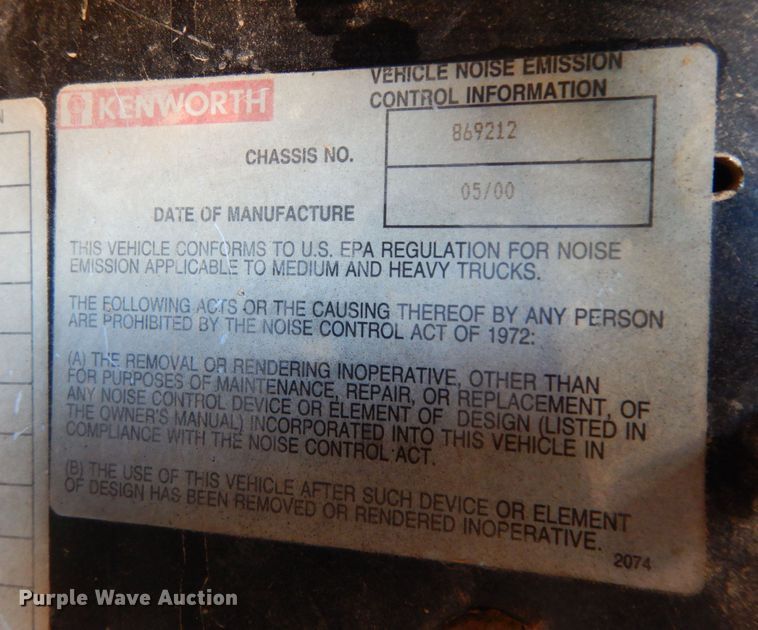 KENWORTH
VEHICLE NOISE EMISSION
CONTROL INFORMATION
CHASSIS NO. 869212
DATE OF MANUFACTURE 05/00
THIS VEHICLE CONFORMS TO U.S. EPA REGULATION FOR NOISE
EMISSION APPLICABLE TO MEDIUM AND HEAVY TRUCKS.
THE FOLLOWING ACTS OR THE CAUSING THEREOF BY ANY PERSON
ARE PROHIBITED BY THE NOISE CONTROL ACT OF 1972:
(A) THE REMOVAL OR RENDERING INOPERATIVE, OTHER THAN
FOR PURPOSES OF MAINTENANCE, REPAIR, OR REPLACEMENT, OF
ANY NOISE CONTROL DEVICE OR ELEMENT OF DESIGN (LISTED IN
THE OWNER'S MANUAL) INCORPORATED INTO THIS VEHICLE IN
COMPLIANCE WITH THE NOISE CONTROL ACT.
(B) THE USE OF THIS VEHICLE AFTER SUCH DEVICE OR ELEMENT
OF DESIGN HAS BEEN REMOVED OR RENDERED INOPERATIVE.
2074
N
Purple Wave Auction